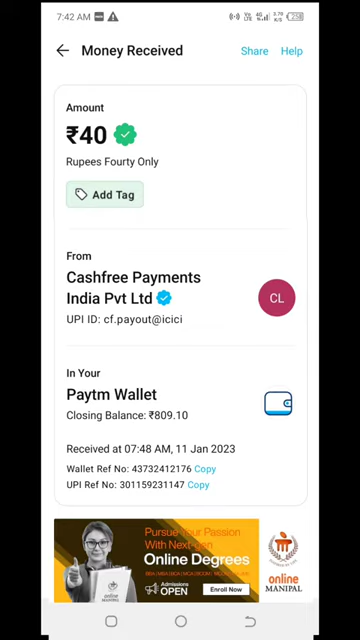 7:42 AM
Money Received
Share
Help
Amount
₹40
Rupees Fourty Only
Add Tag
From
Cashfree Payments
India Pvt Ltd
CL
UPI ID: cf.payout@icici
In Your
Paytm Wallet
Closing Balance: ₹809.10
Received at 07:48 AM, 11 Jan 2023
Wallet Ref No: 43732412176 Copy
UPI Ref No: 301159231147 Copy
Pursue Your Passion
With Next-gen
Online Degrees
Admissions
OPEN
Enroll Now
online
MANIPAL